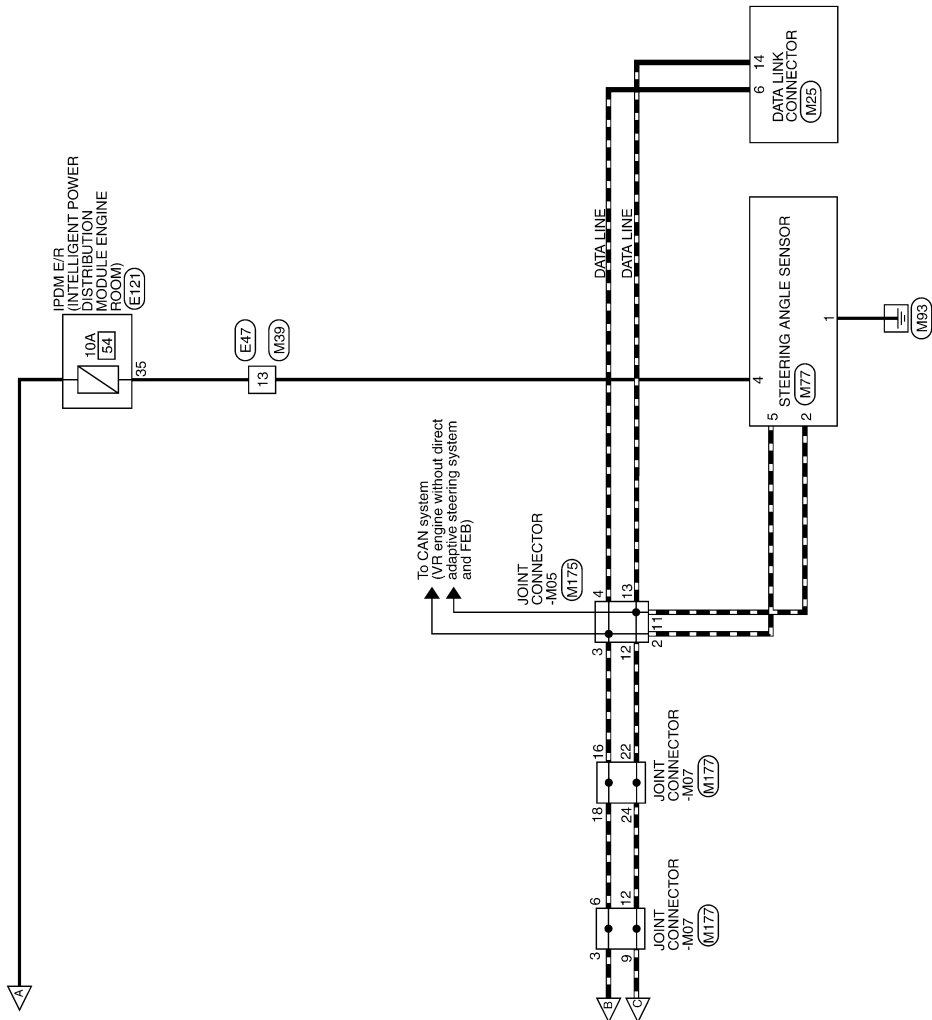 A
IPDM E/R
(INTELLIGENT POWER
DISTRIBUTION
MODULE ENGINE
ROOM)
E121
10A
54
35
E47
M39
13
To CAN system
(VR engine without direct
adaptive steering system
and FEB)
DATA LINE
DATA LINE
14
6
DATA LINK
CONNECTOR
M25
4
STEERING ANGLE SENSOR
M77
5
2
1
M93
JOINT
CONNECTOR
-M05
M175
4
13
3
12
2
11
16
22
18
24
JOINT
CONNECTOR
-M07
M177
6
12
3
9
JOINT
CONNECTOR
-M07
M177
B
C